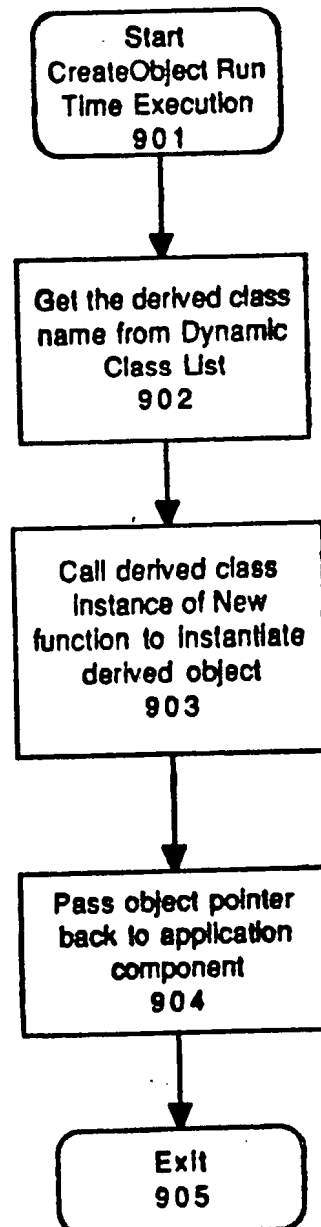 Start
CreateObject Run
Time Execution
901
Get the derived class
name from Dynamic
Class List
902
Call derived class
instance of New
function to instantiate
derived object
903
Pass object pointer
back to application
component
904
Exit
905